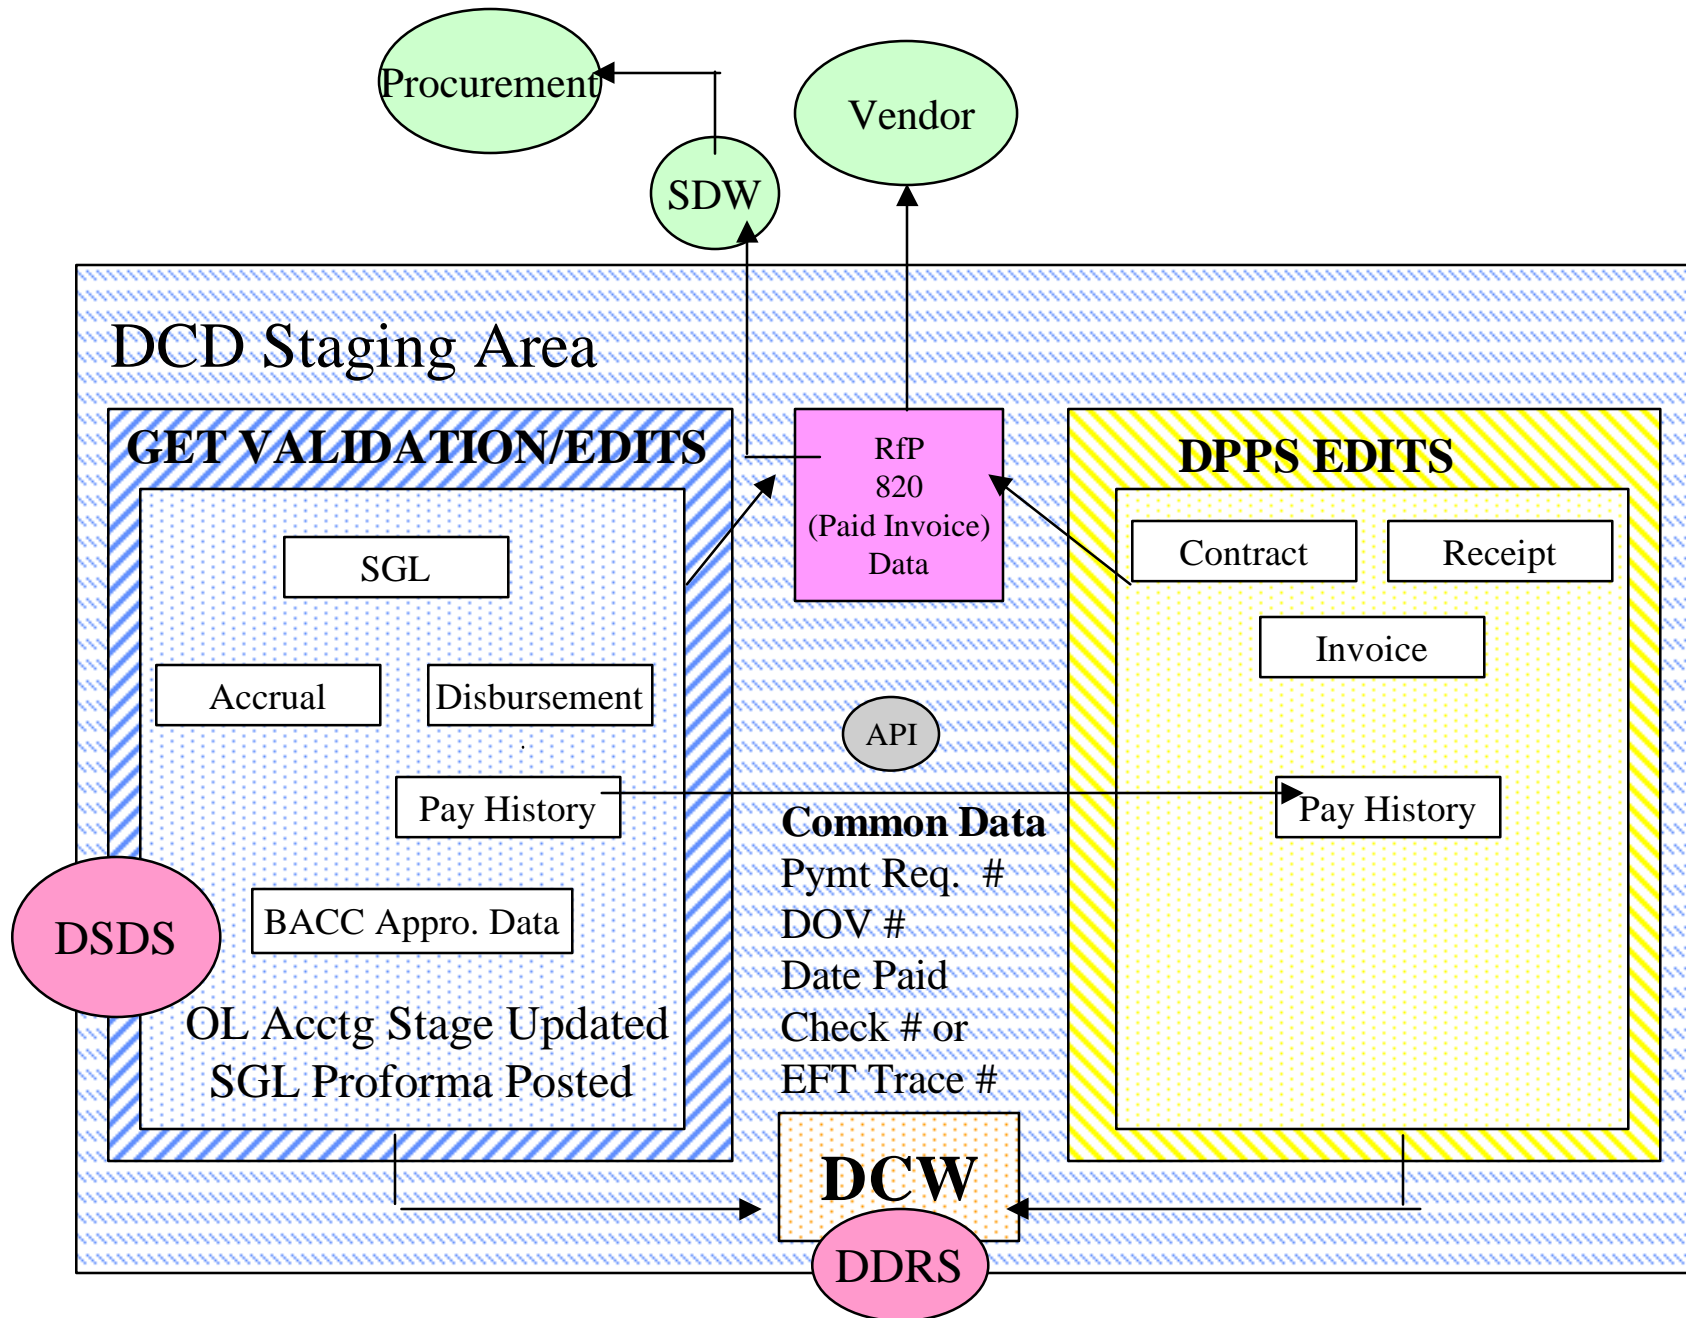 Procurement
Vendor
SDW
DCD Staging Area
GET VALIDATION/EDITS
SGL
Accrual
Disbursement
.
Pay History
BACC Appro. Data
DSDS
OL Acctg Stage Updated
SGL Proforma Posted
RfP
820
(Paid Invoice)
Data
API
Common Data
Pymt Req.  #
DOV #
Date Paid
Check # or
EFT Trace #
DPPS EDITS
Contract
Receipt
Invoice
Pay History
DCW
DDRS